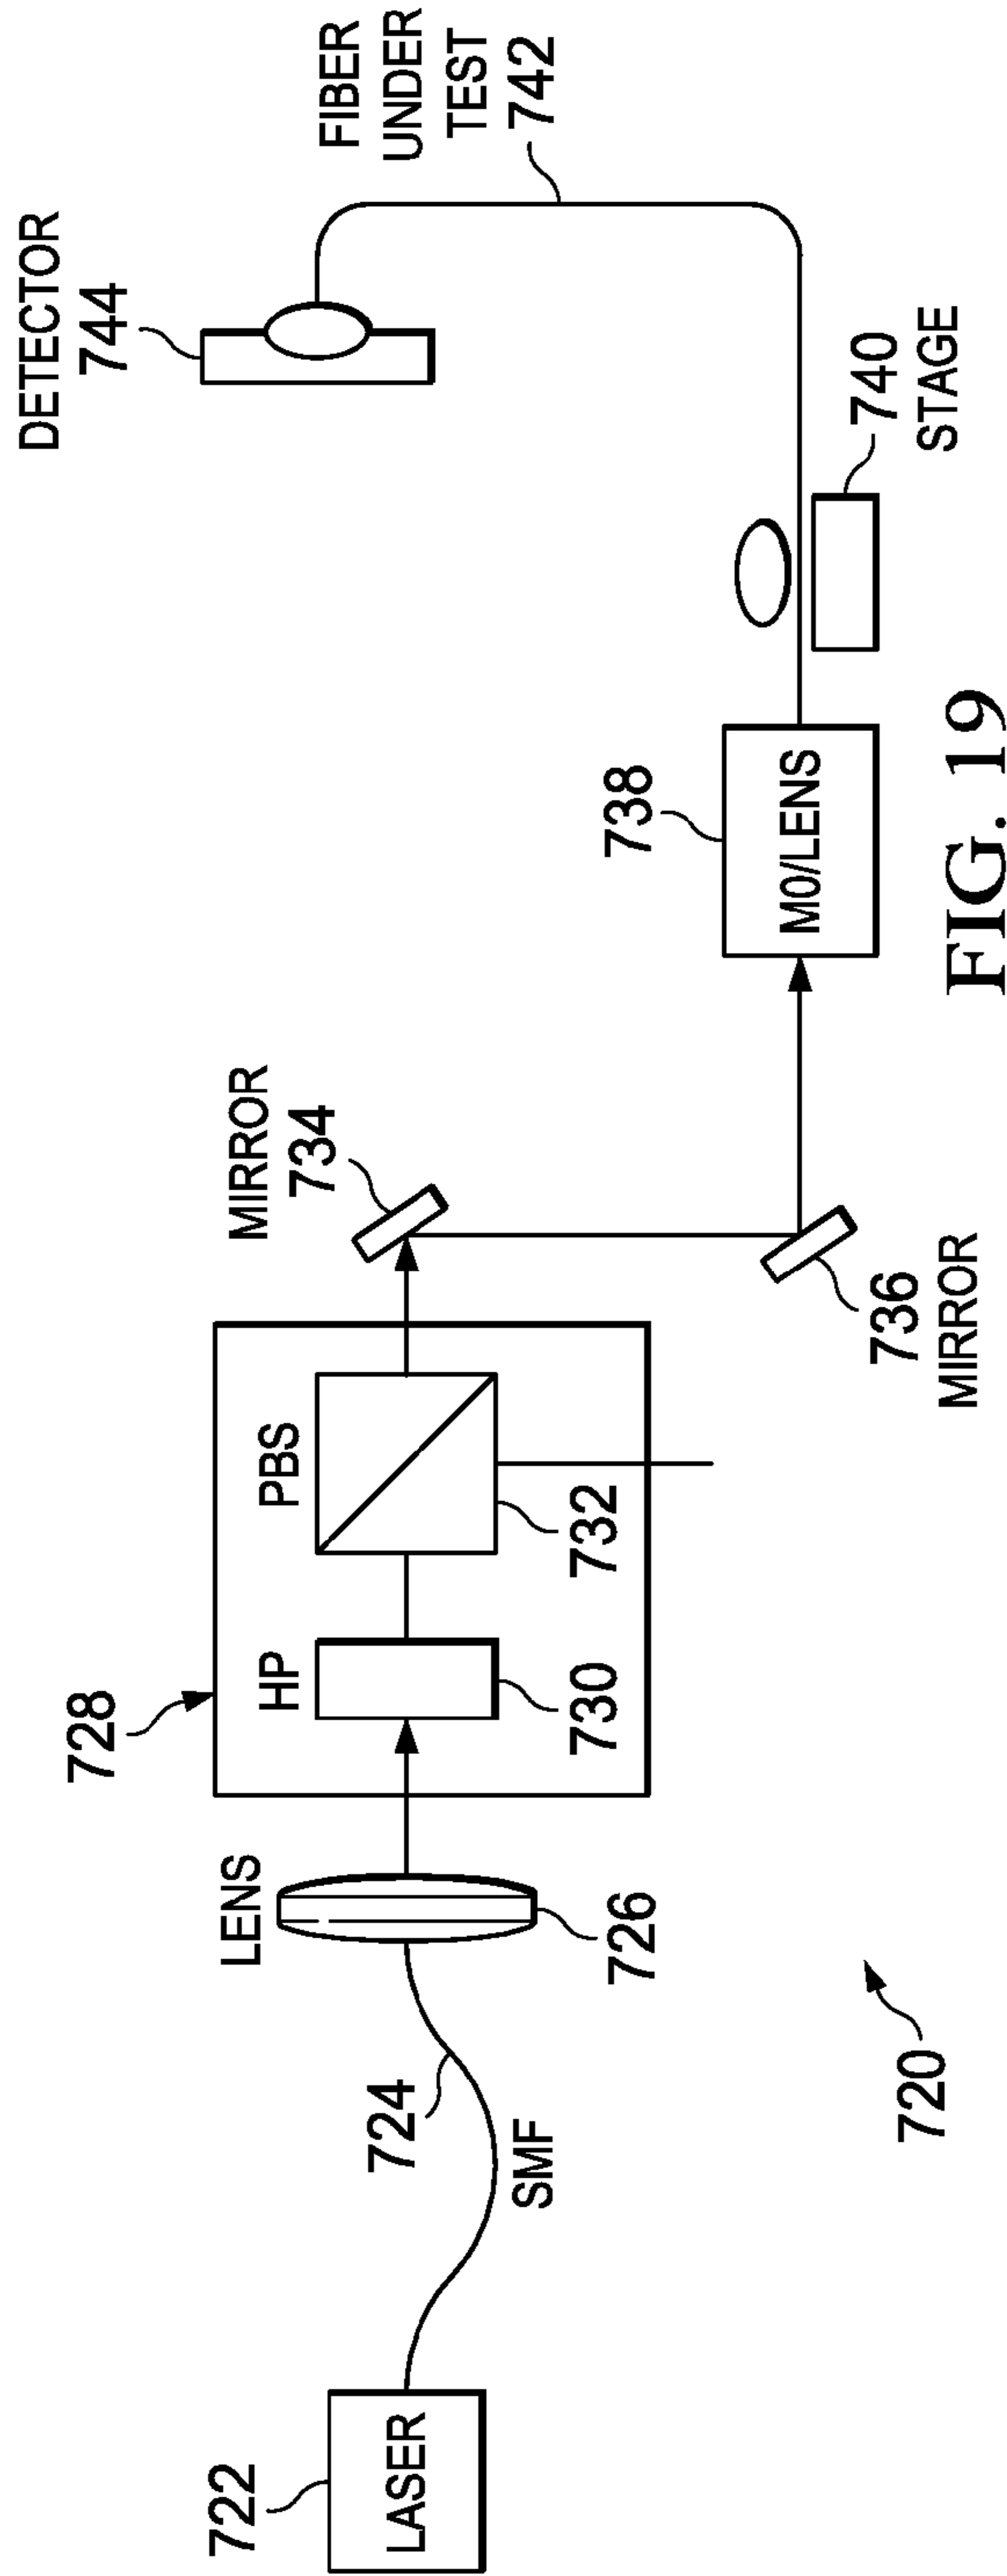 722
LASER
724
SMF
LENS
726
728
HP
730
PBS
732
MIRROR
734
736
MIRROR
738
M0/LENS
DETECTOR
744
FIBER
UNDER
TEST
742
740
STAGE
720
FIG. 19